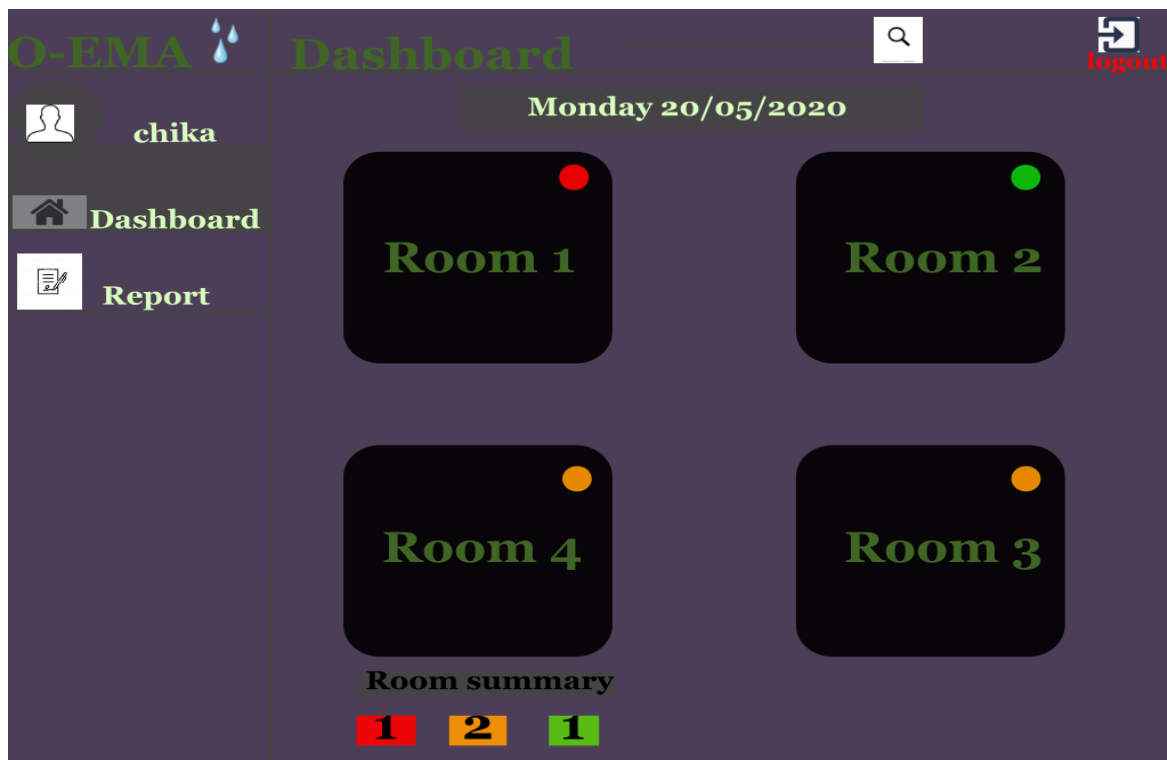 O-EMA
Dashboard
logout
chika
Monday 20/05/2020
Dashboard
Report
Room 1
Room 2
Room 4
Room 3
Room summary
1 2 1